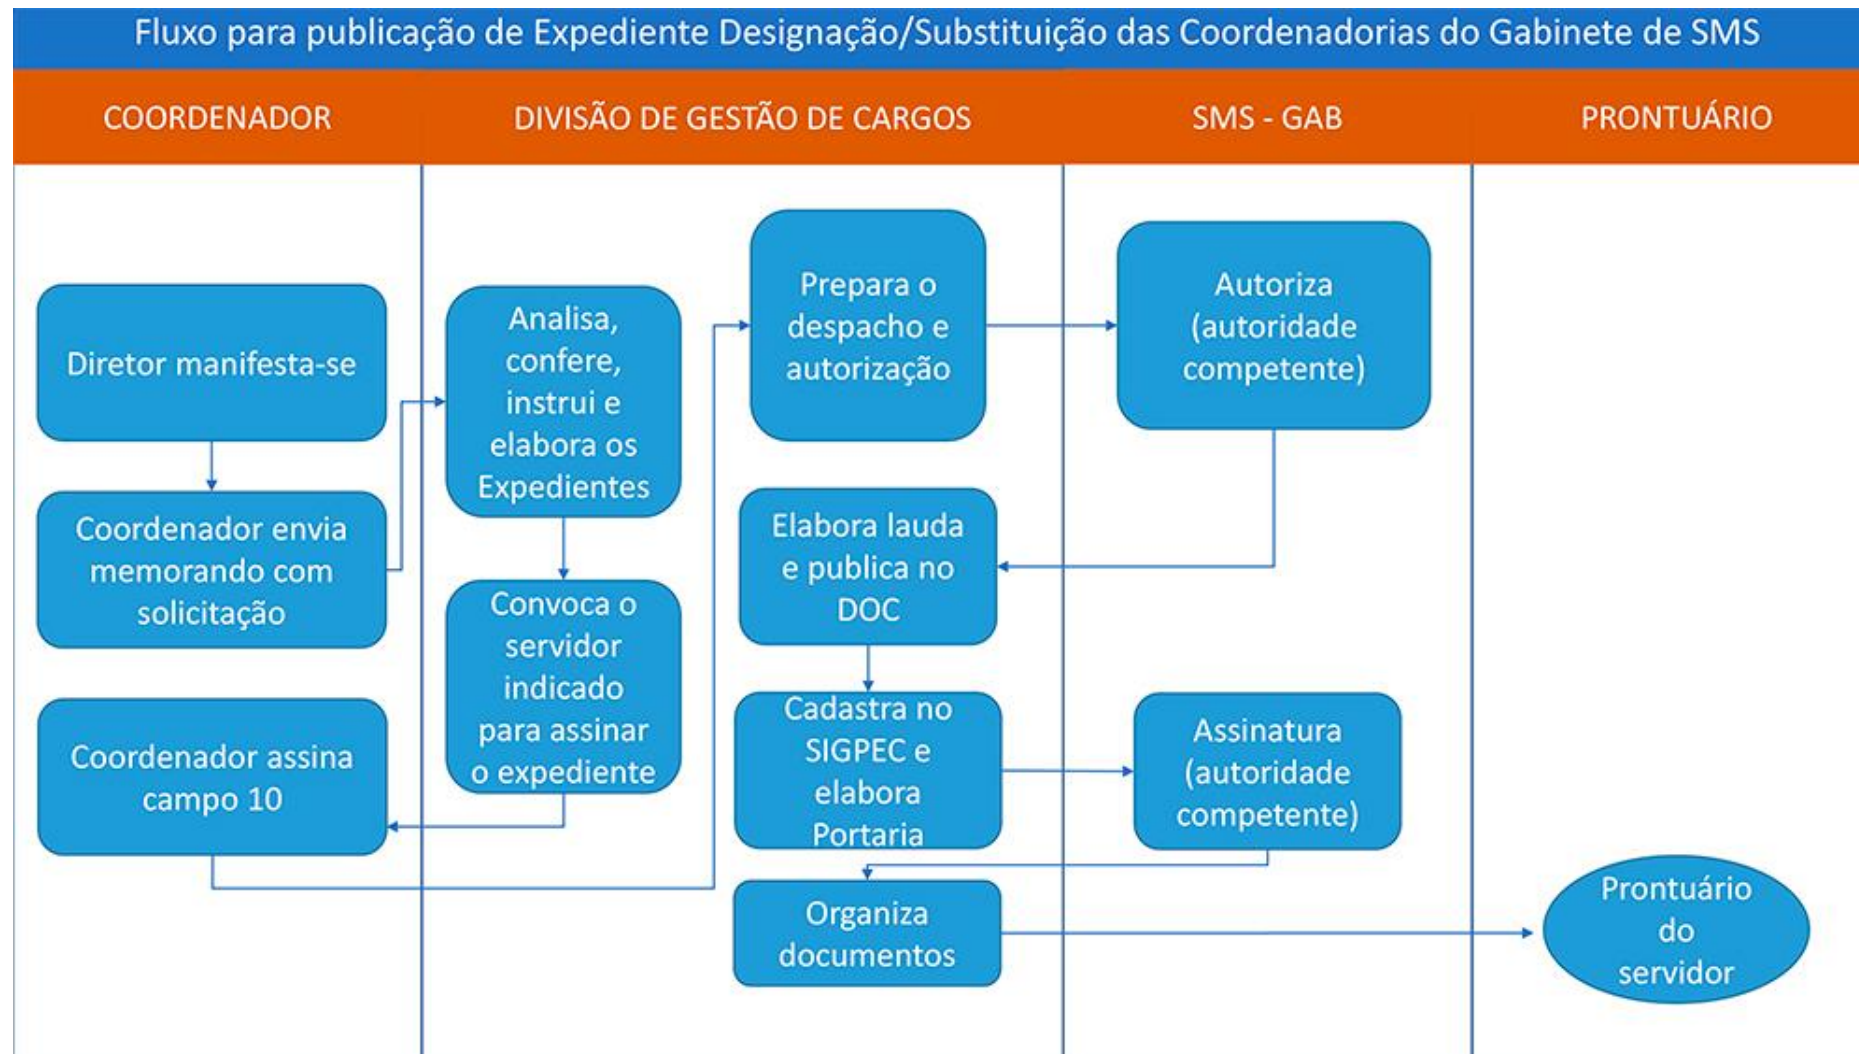 Fluxo para publicação de Expediente Designação/Substituição das Coordenadorias do Gabinete de SMS
COORDENADOR
DIVISÃO DE GESTÃO DE CARGOS
SMS - GAB
PRONTUÁRIO
Diretor manifesta-se
Coordenador envia
memorando com
solicitação
Analisa,
confere,
instrui e
elabora os
Expedientes
Convoca o
servidor
indicado
para assinar
o expediente
Coordenador assina
campo 10
Prepara o
despacho e
autorização
Autoriza
(autoridade
competente)
Elabora lauda
e publica no
DOC
Cadastra no
SIGPEC e
elabora
Portaria
Assinatura
(autoridade
competente)
Organiza
documentos
Prontuário
do
servidor